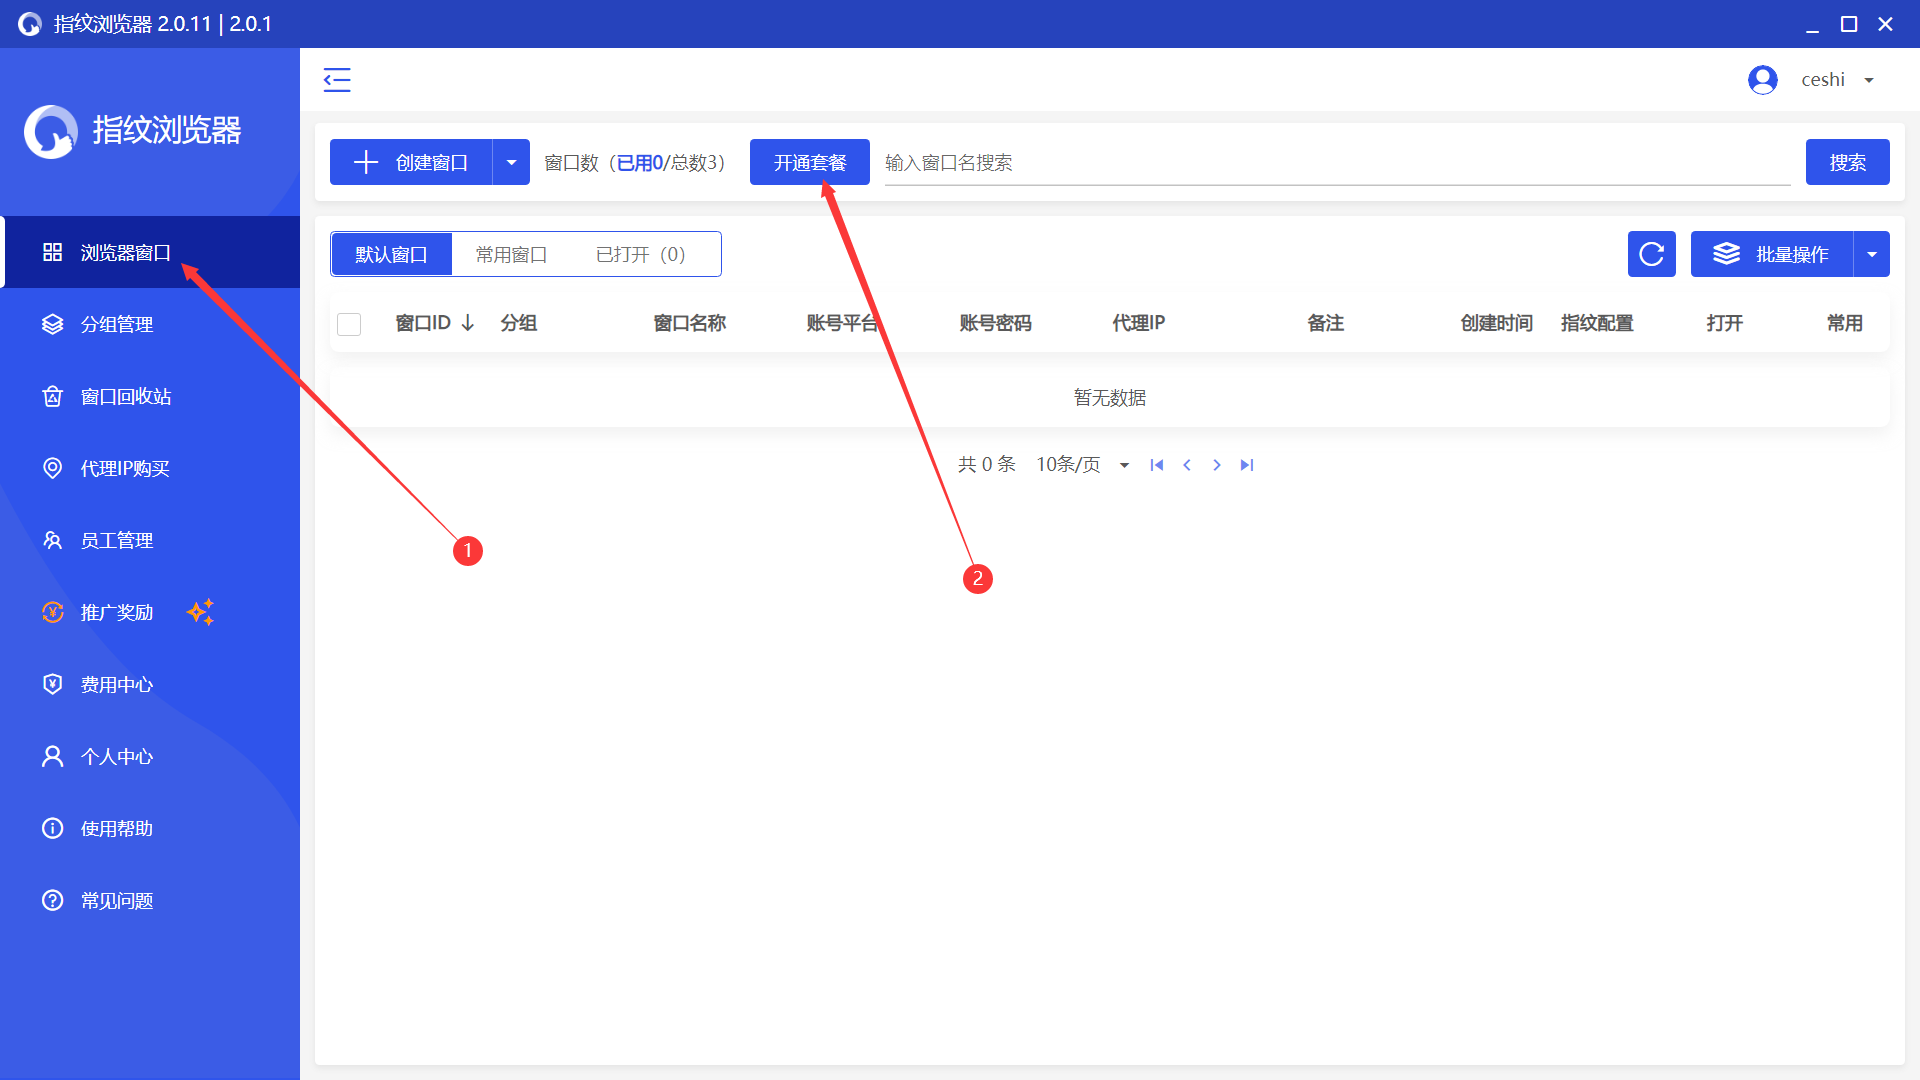 指纹浏览器 2.0.11 | 2.0.1
指纹浏览器
ceshi
创建窗口
窗口数（已用0/总数3）
开通套餐
输入窗口名搜索
搜索
浏览器窗口
分组管理
窗口回收站
代理IP购买
员工管理
推广奖励
费用中心
个人中心
使用帮助
常见问题
默认窗口
常用窗口
已打开（0）
批量操作
窗口ID 分组 窗口名称 账号平台 账号密码 代理IP 备注 创建时间 指纹配置 打开 常用
暂无数据
共 0 条 10条/页
1
2